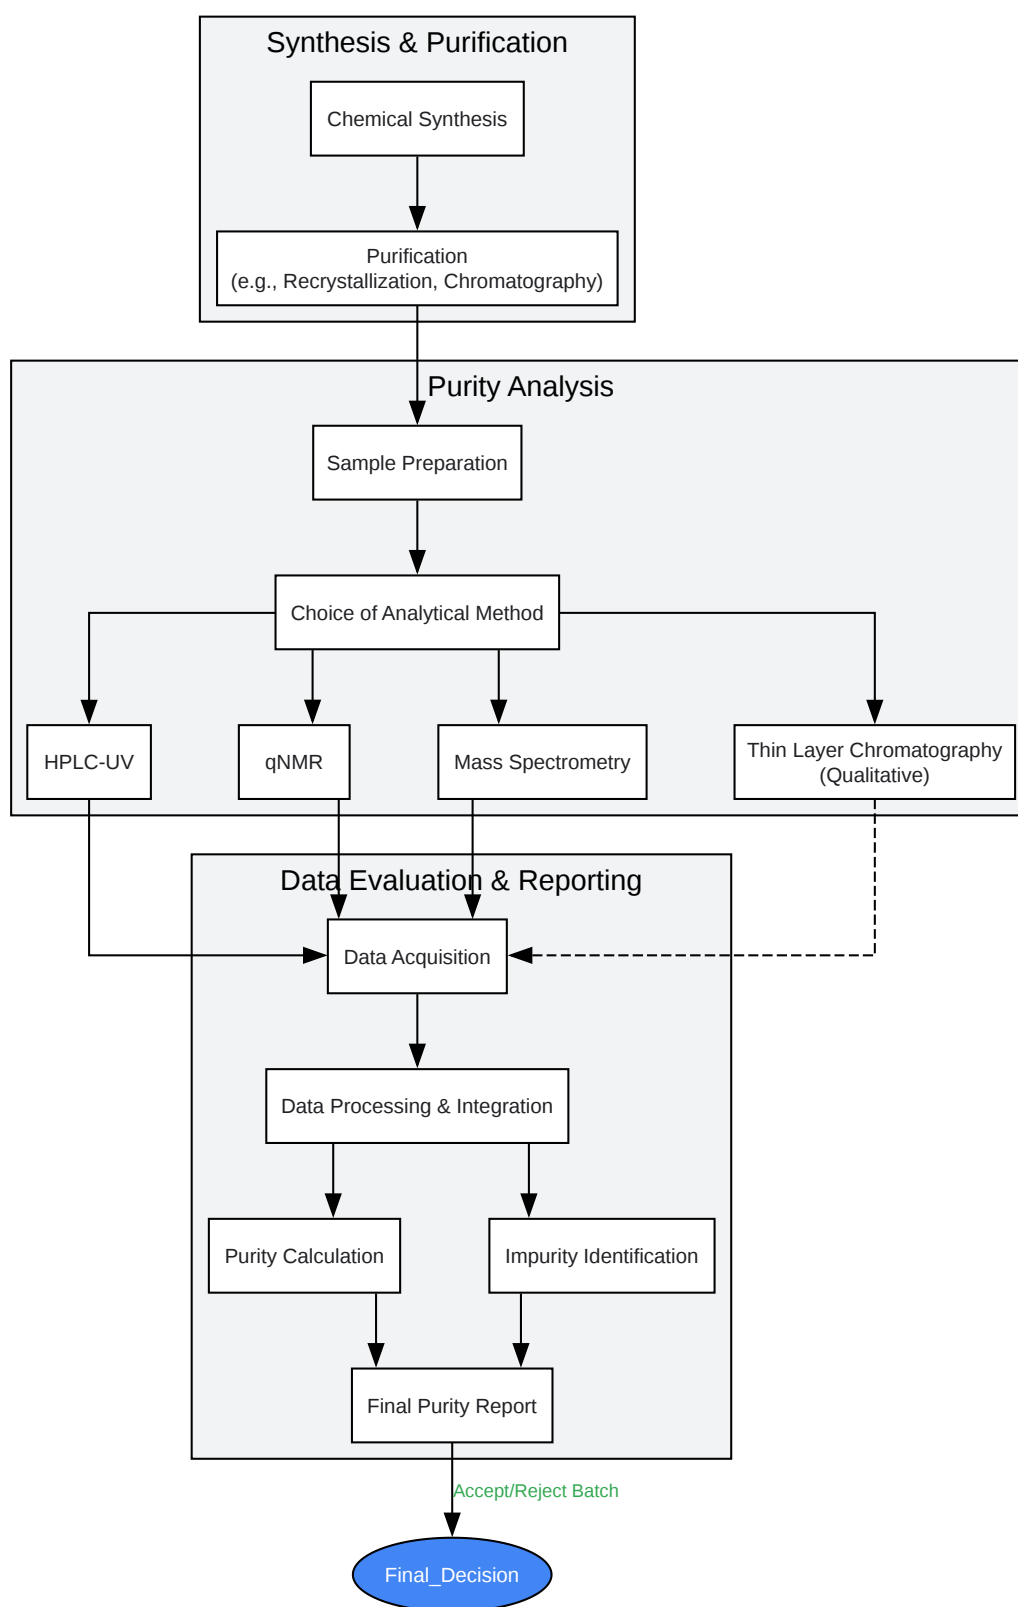 Synthesis & Purification
Chemical Synthesis
Purification
(e.g., Recrystallization, Chromatography)
Purity Analysis
Sample Preparation
Choice of Analytical Method
HPLC-UV
qNMR
Mass Spectrometry
Thin Layer Chromatography
(Qualitative)
Data Evaluation & Reporting
Data Acquisition
Data Processing & Integration
Purity Calculation
Impurity Identification
Final Purity Report
Accept/Reject Batch
Final_Decision